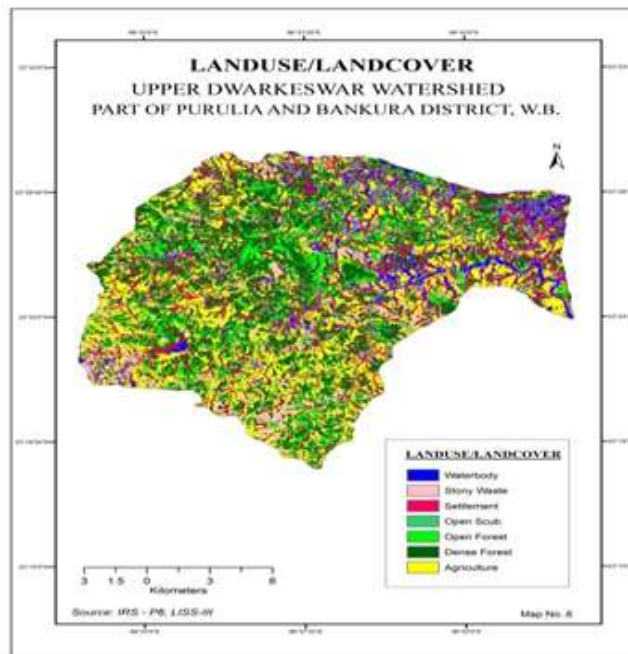 LANDUSE/LANDCOVER
UPPER DWARKESWAR WATERSHED
PART OF PURULIA AND BANKURA DISTRICT, W.B.
N
LANDUSE/LANDCOVER
Waterbody
Stony Waste
Settlement
Open Scub
Open Forest
Dense Forest
Agriculture
3 1.5 0 3 6
Kilometers
Source: IRS - P6, LISS-III
Map No. 6